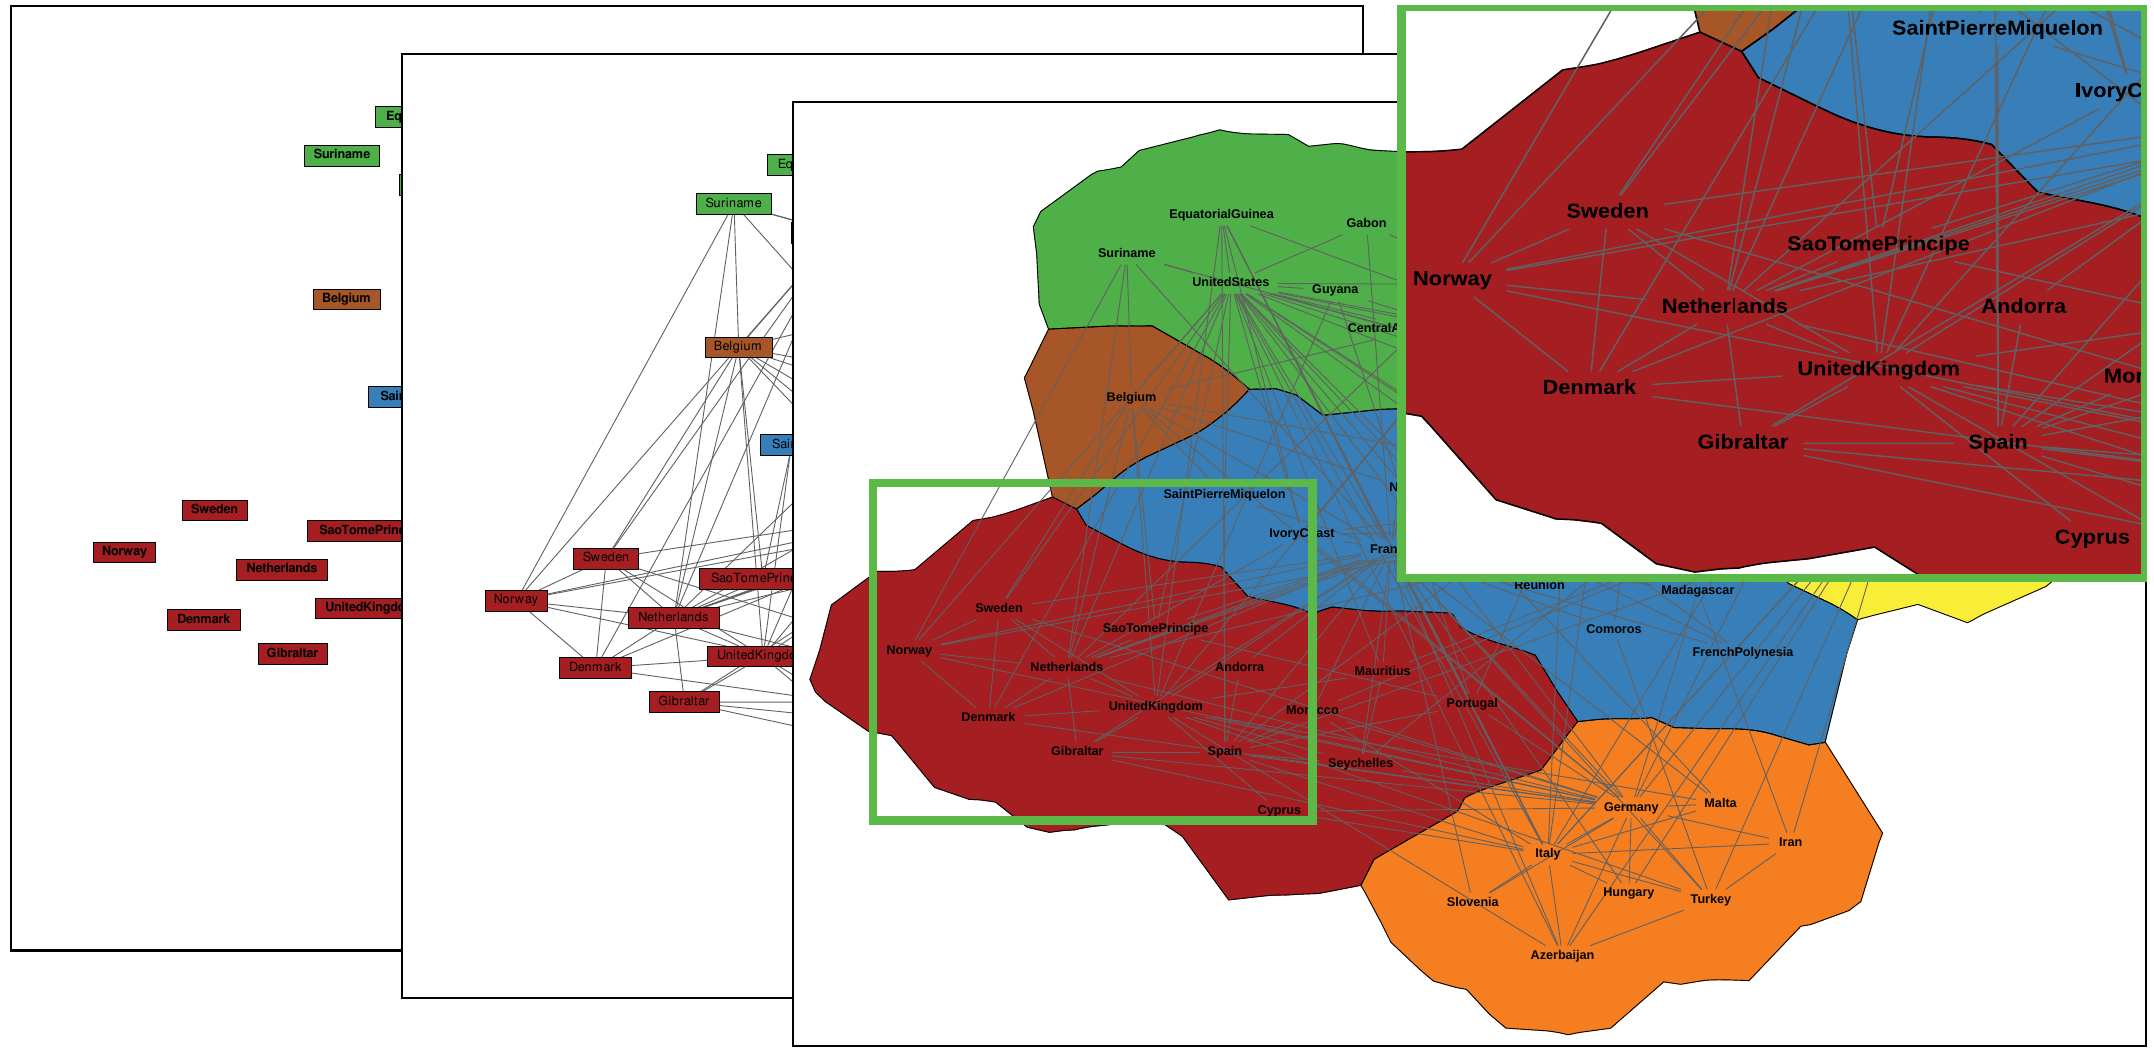 Eq
Suriname
Belgium
Sai
Sweden
SaoTomePrinc
Norway
Netherlands
UnitedKingdo
Denmark
Gibraltar
Eq
Suriname
Belgium
Sai
Sweden
SaoTomePrinc
Norway
Netherlands
UnitedKingdo
Denmark
Gibraltar
EquatorialGuinea
Gabon
Suriname
UnitedStates
Guyana
CentralA
Belgium
SaintPierreMiquelon
N
IvoryCoast
Fran
Reunion
Madagascar
Sweden
SaoTomePrincipe
Comoros
Norway
FrenchPolynesia
Netherlands
Andorra
Mauritius
UnitedKingdom
Morocco
Portugal
Denmark
Gibraltar
Spain
Seychelles
Cyprus
Germany
Malta
Iran
Italy
Hungary
Turkey
Slovenia
Azerbaijan
SaintPierreMiquelon
IvoryC
Sweden
SaoTomePrincipe
Norway
Netherlands
Andorra
UnitedKingdom
Mor
Denmark
Gibraltar
Spain
Cyprus